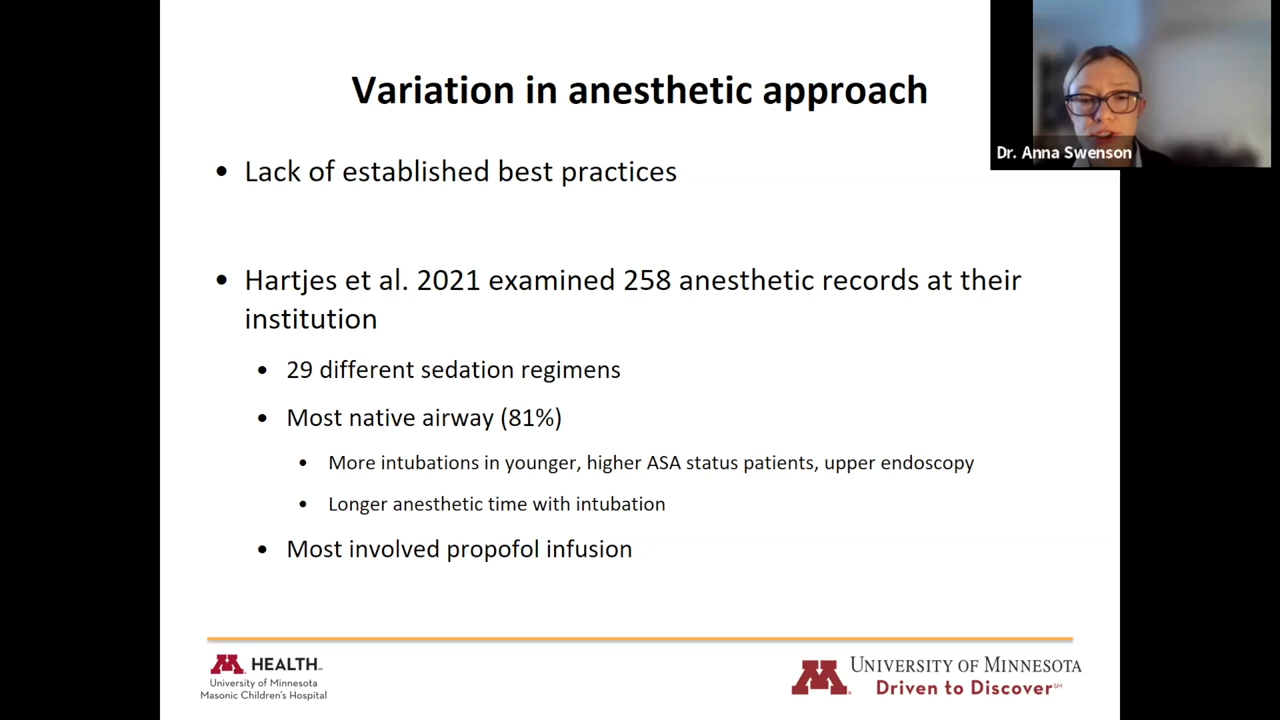 Variation in anesthetic approach
Dr. Anna Swenson
• Lack of established best practices
• Hartjes et al. 2021 examined 258 anesthetic records at their
institution
• 29 different sedation regimens
• Most native airway (81%)
• More intubations in younger, higher ASA status patients, upper endoscopy
• Longer anesthetic time with intubation
• Most involved propofol infusion
M HEALTH™
University of Minnesota
Masonic Children's Hospital
M® UNIVERSITY OF MINNESOTA
Driven to Discover℠